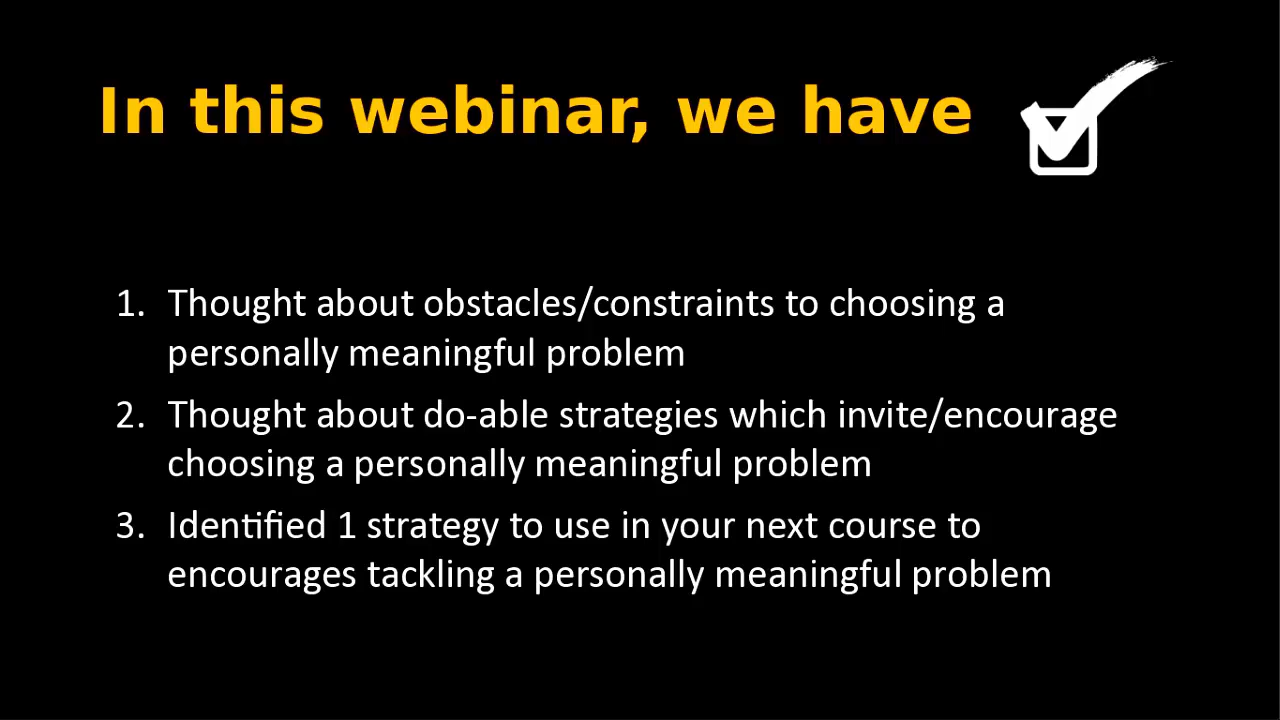 In this webinar, we have
1. Thought about obstacles/constraints to choosing a
personally meaningful problem
2. Thought about do-able strategies which invite/encourage
choosing a personally meaningful problem
3. Identified 1 strategy to use in your next course to
encourages tackling a personally meaningful problem